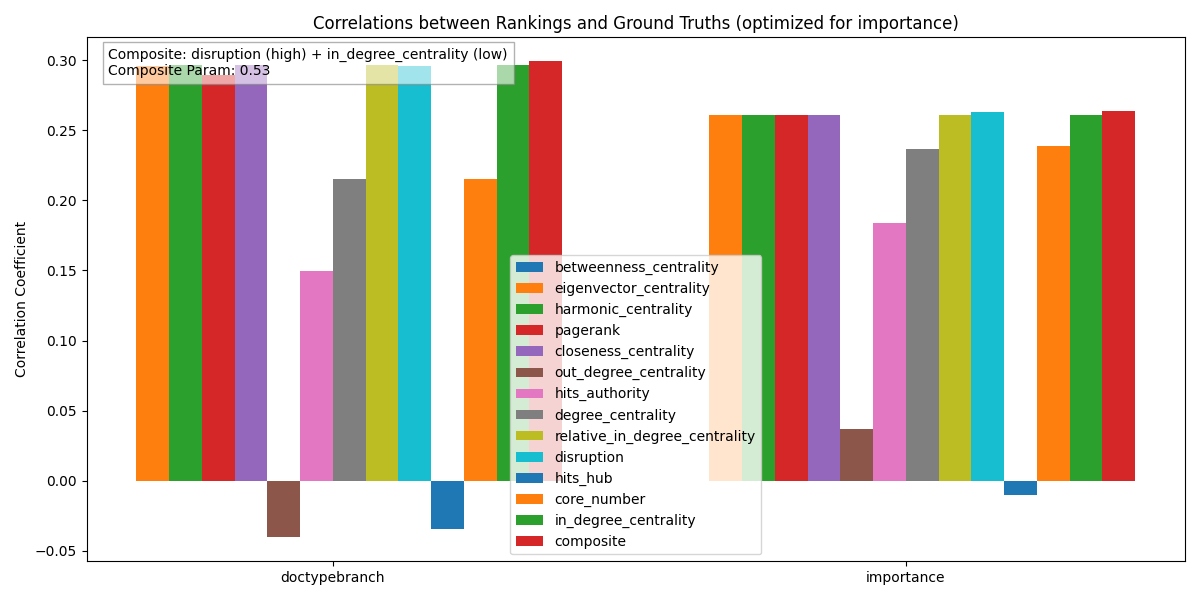 Correlations between Rankings and Ground Truths (optimized for importance)
Composite: disruption (high) + in_degree_centrality (low)
Composite Param: 0.53
Correlation Coefficient
0.30
0.25
0.20
0.15
0.10
0.05
0.00
−0.05
betweenness_centrality
eigenvector_centrality
harmonic_centrality
pagerank
closeness_centrality
out_degree_centrality
hits_authority
degree_centrality
relative_in_degree_centrality
disruption
hits_hub
core_number
in_degree_centrality
composite
doctypebranch
importance